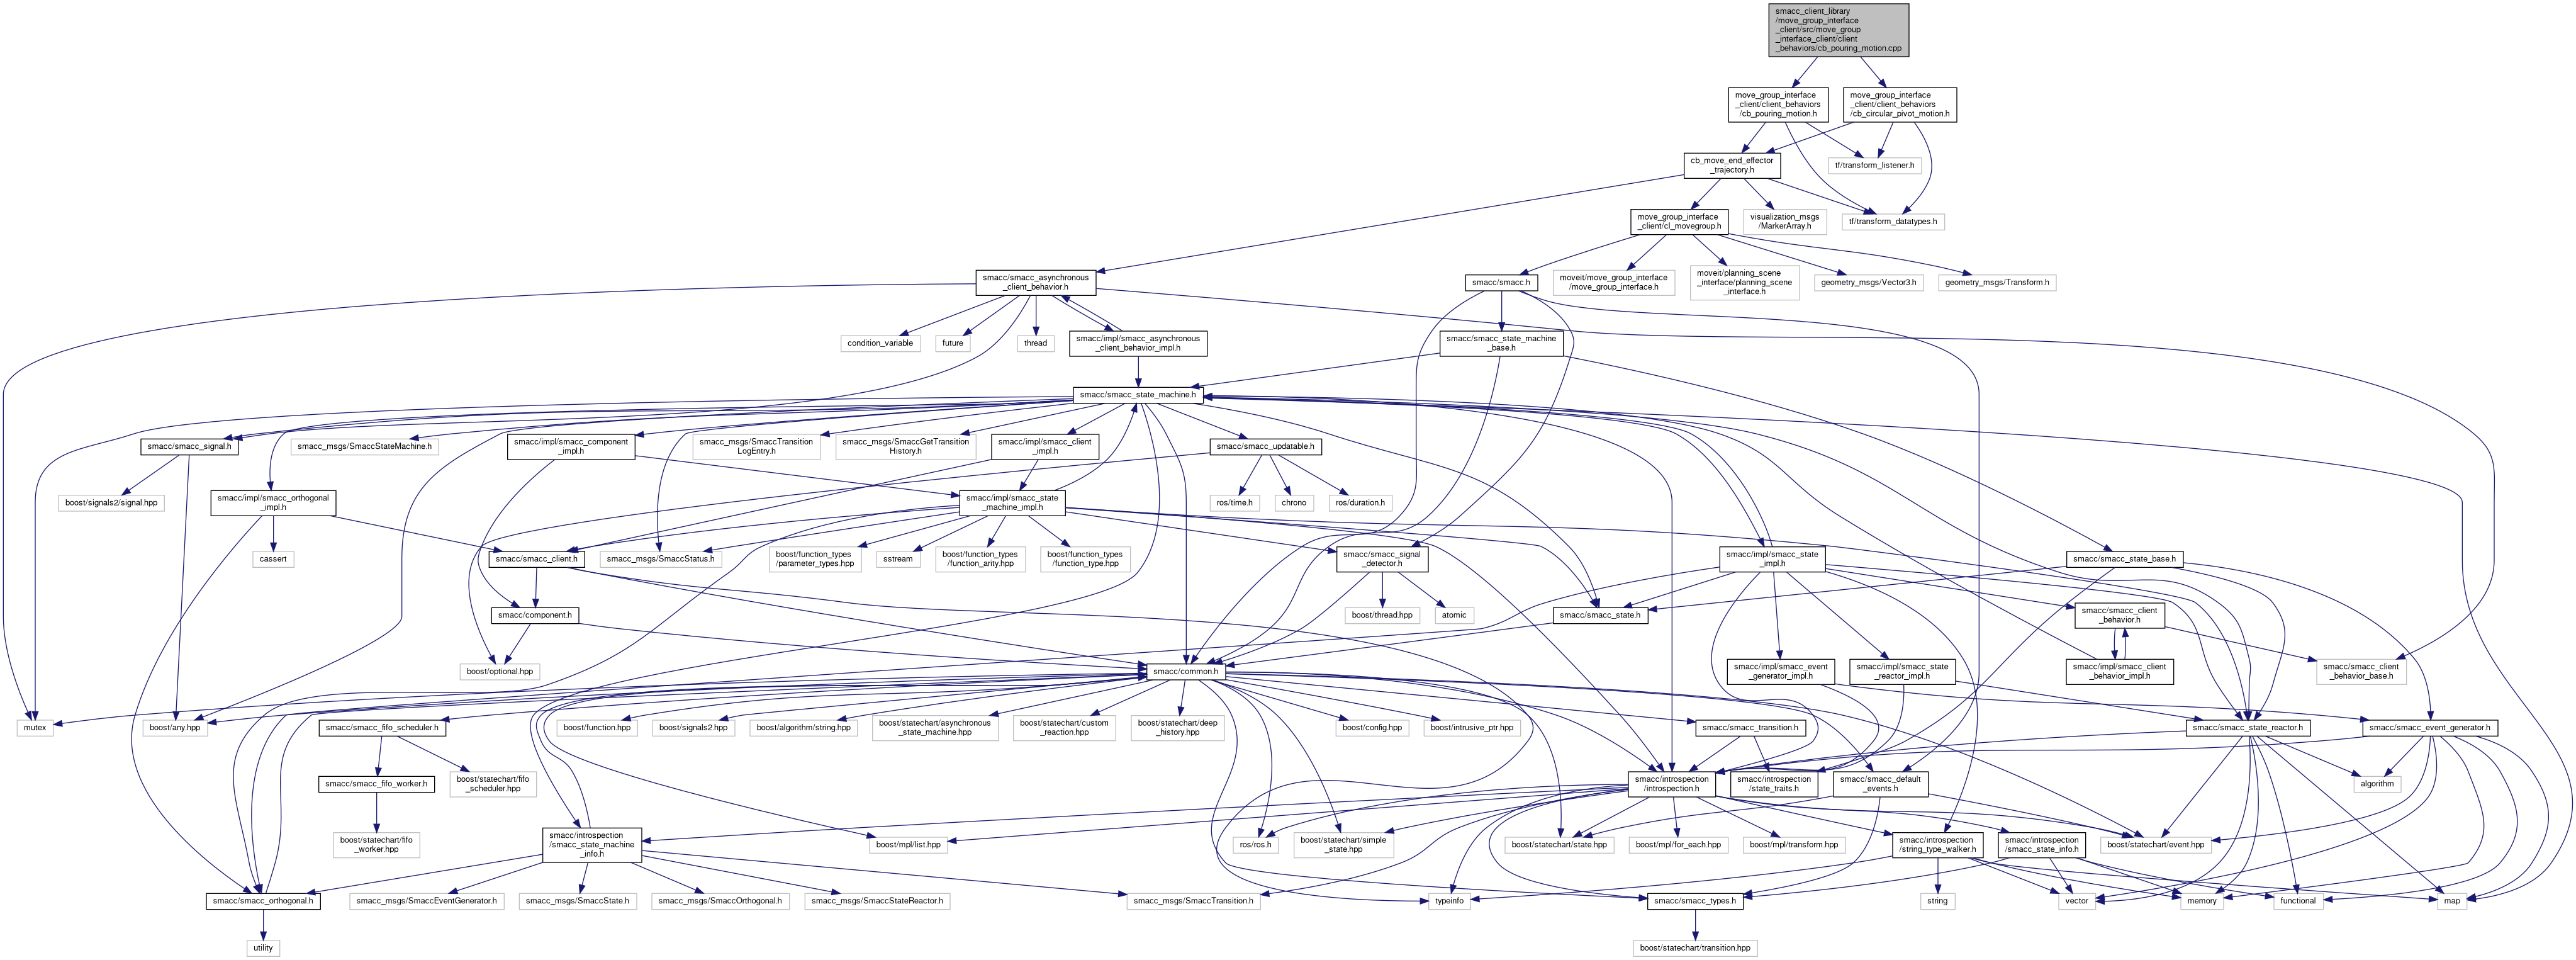 smacc_client_library
/move_group_interface
_client/src/move_group
_interface_client/client
_behaviors/cb_pouring_motion.cpp
move_group_interface
_client/client_behaviors
/cb_pouring_motion.h
move_group_interface
_client/client_behaviors
/cb_circular_pivot_motion.h
cb_move_end_effector
_trajectory.h
tf/transform_listener.h
move_group_interface
_client/cl_movegroup.h
visualization_msgs
/MarkerArray.h
tf/transform_datatypes.h
smacc/smacc_asynchronous
_client_behavior.h
smacc/smacc.h
moveit/move_group_interface
/move_group_interface.h
moveit/planning_scene
_interface/planning_scene
_interface.h
geometry_msgs/Vector3.h
geometry_msgs/Transform.h
condition_variable
future
thread
smacc/impl/smacc_asynchronous
_client_behavior_impl.h
smacc/smacc_state_machine
_base.h
smacc/smacc_state_machine.h
smacc/smacc_signal.h
smacc_msgs/SmaccStateMachine.h
smacc/impl/smacc_component
_impl.h
smacc_msgs/SmaccTransition
LogEntry.h
smacc_msgs/SmaccGetTransition
History.h
smacc/impl/smacc_client
_impl.h
smacc/smacc_updatable.h
boost/signals2/signal.hpp
smacc/impl/smacc_orthogonal
_impl.h
smacc/impl/smacc_state
_machine_impl.h
ros/time.h
chrono
ros/duration.h
cassert
smacc/smacc_client.h
smacc_msgs/SmaccStatus.h
boost/function_types
/parameter_types.hpp
sstream
boost/function_types
/function_arity.hpp
boost/function_types
/function_type.hpp
smacc/smacc_signal
_detector.h
smacc/impl/smacc_state
_impl.h
smacc/smacc_state_base.h
smacc/component.h
boost/thread.hpp
atomic
smacc/smacc_state.h
smacc/smacc_client
_behavior.h
boost/optional.hpp
smacc/common.h
smacc/impl/smacc_event
_generator_impl.h
smacc/impl/smacc_state
_reactor_impl.h
smacc/impl/smacc_client
_behavior_impl.h
smacc/smacc_client
_behavior_base.h
mutex
boost/any.hpp
smacc/smacc_fifo_scheduler.h
boost/function.hpp
boost/signals2.hpp
boost/algorithm/string.hpp
boost/statechart/asynchronous
_state_machine.hpp
boost/statechart/custom
_reaction.hpp
boost/statechart/deep
_history.hpp
boost/config.hpp
boost/intrusive_ptr.hpp
smacc/smacc_transition.h
smacc/smacc_state_reactor.h
smacc/smacc_event_generator.h
smacc/smacc_fifo_worker.h
boost/statechart/fifo
_scheduler.hpp
smacc/introspection
/introspection.h
smacc/introspection
/state_traits.h
smacc/smacc_default
_events.h
algorithm
boost/statechart/fifo
_worker.hpp
smacc/introspection
/smacc_state_machine
_info.h
boost/mpl/list.hpp
ros/ros.h
boost/statechart/simple
_state.hpp
boost/statechart/state.hpp
boost/mpl/for_each.hpp
boost/mpl/transform.hpp
smacc/introspection
/string_type_walker.h
smacc/introspection
/smacc_state_info.h
boost/statechart/event.hpp
smacc/smacc_orthogonal.h
smacc_msgs/SmaccEventGenerator.h
smacc_msgs/SmaccState.h
smacc_msgs/SmaccOrthogonal.h
smacc_msgs/SmaccStateReactor.h
smacc_msgs/SmaccTransition.h
typeinfo
smacc/smacc_types.h
string
vector
memory
functional
map
utility
boost/statechart/transition.hpp